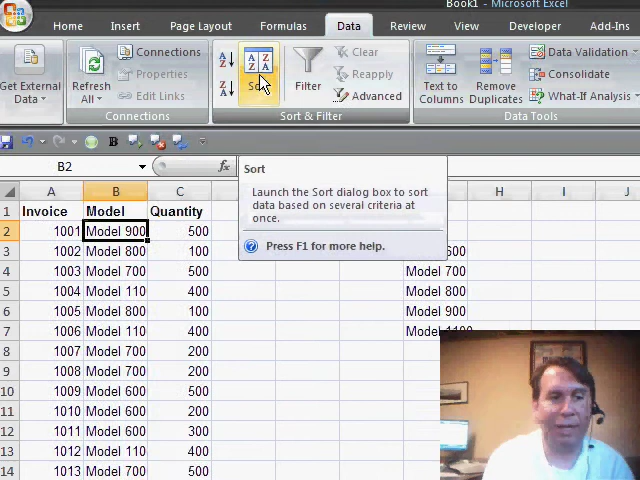 Book1 - Microsoft Excel
Home Insert Page Layout Formulas Data Review View Developer Add-Ins
Get External Data
Refresh All
Connections
Properties
Edit Links
Connections
Sort
Filter
Clear
Reapply
Advanced
Sort & Filter
Text to Columns
Remove Duplicates
Data Validation
Consolidate
What-If Analysis
Data Tools
B2
fx
Sort
Launch the Sort dialog box to sort
data based on several criteria at
once.
Press F1 for more help.
A B C H I J
1 Invoice Model Quantity
2 1001 Model 900 500
3 1002 Model 800 100
4 1003 Model 700 500 Model 700
5 1004 Model 110 400 Model 800
6 1005 Model 800 100 Model 900
7 1006 Model 110 400 Model 1100
8 1007 Model 700 200
9 1008 Model 700 200
10 1009 Model 600 500
11 1010 Model 600 200
12 1011 Model 600 300
13 1012 Model 110 400
14 1013 Model 700 500